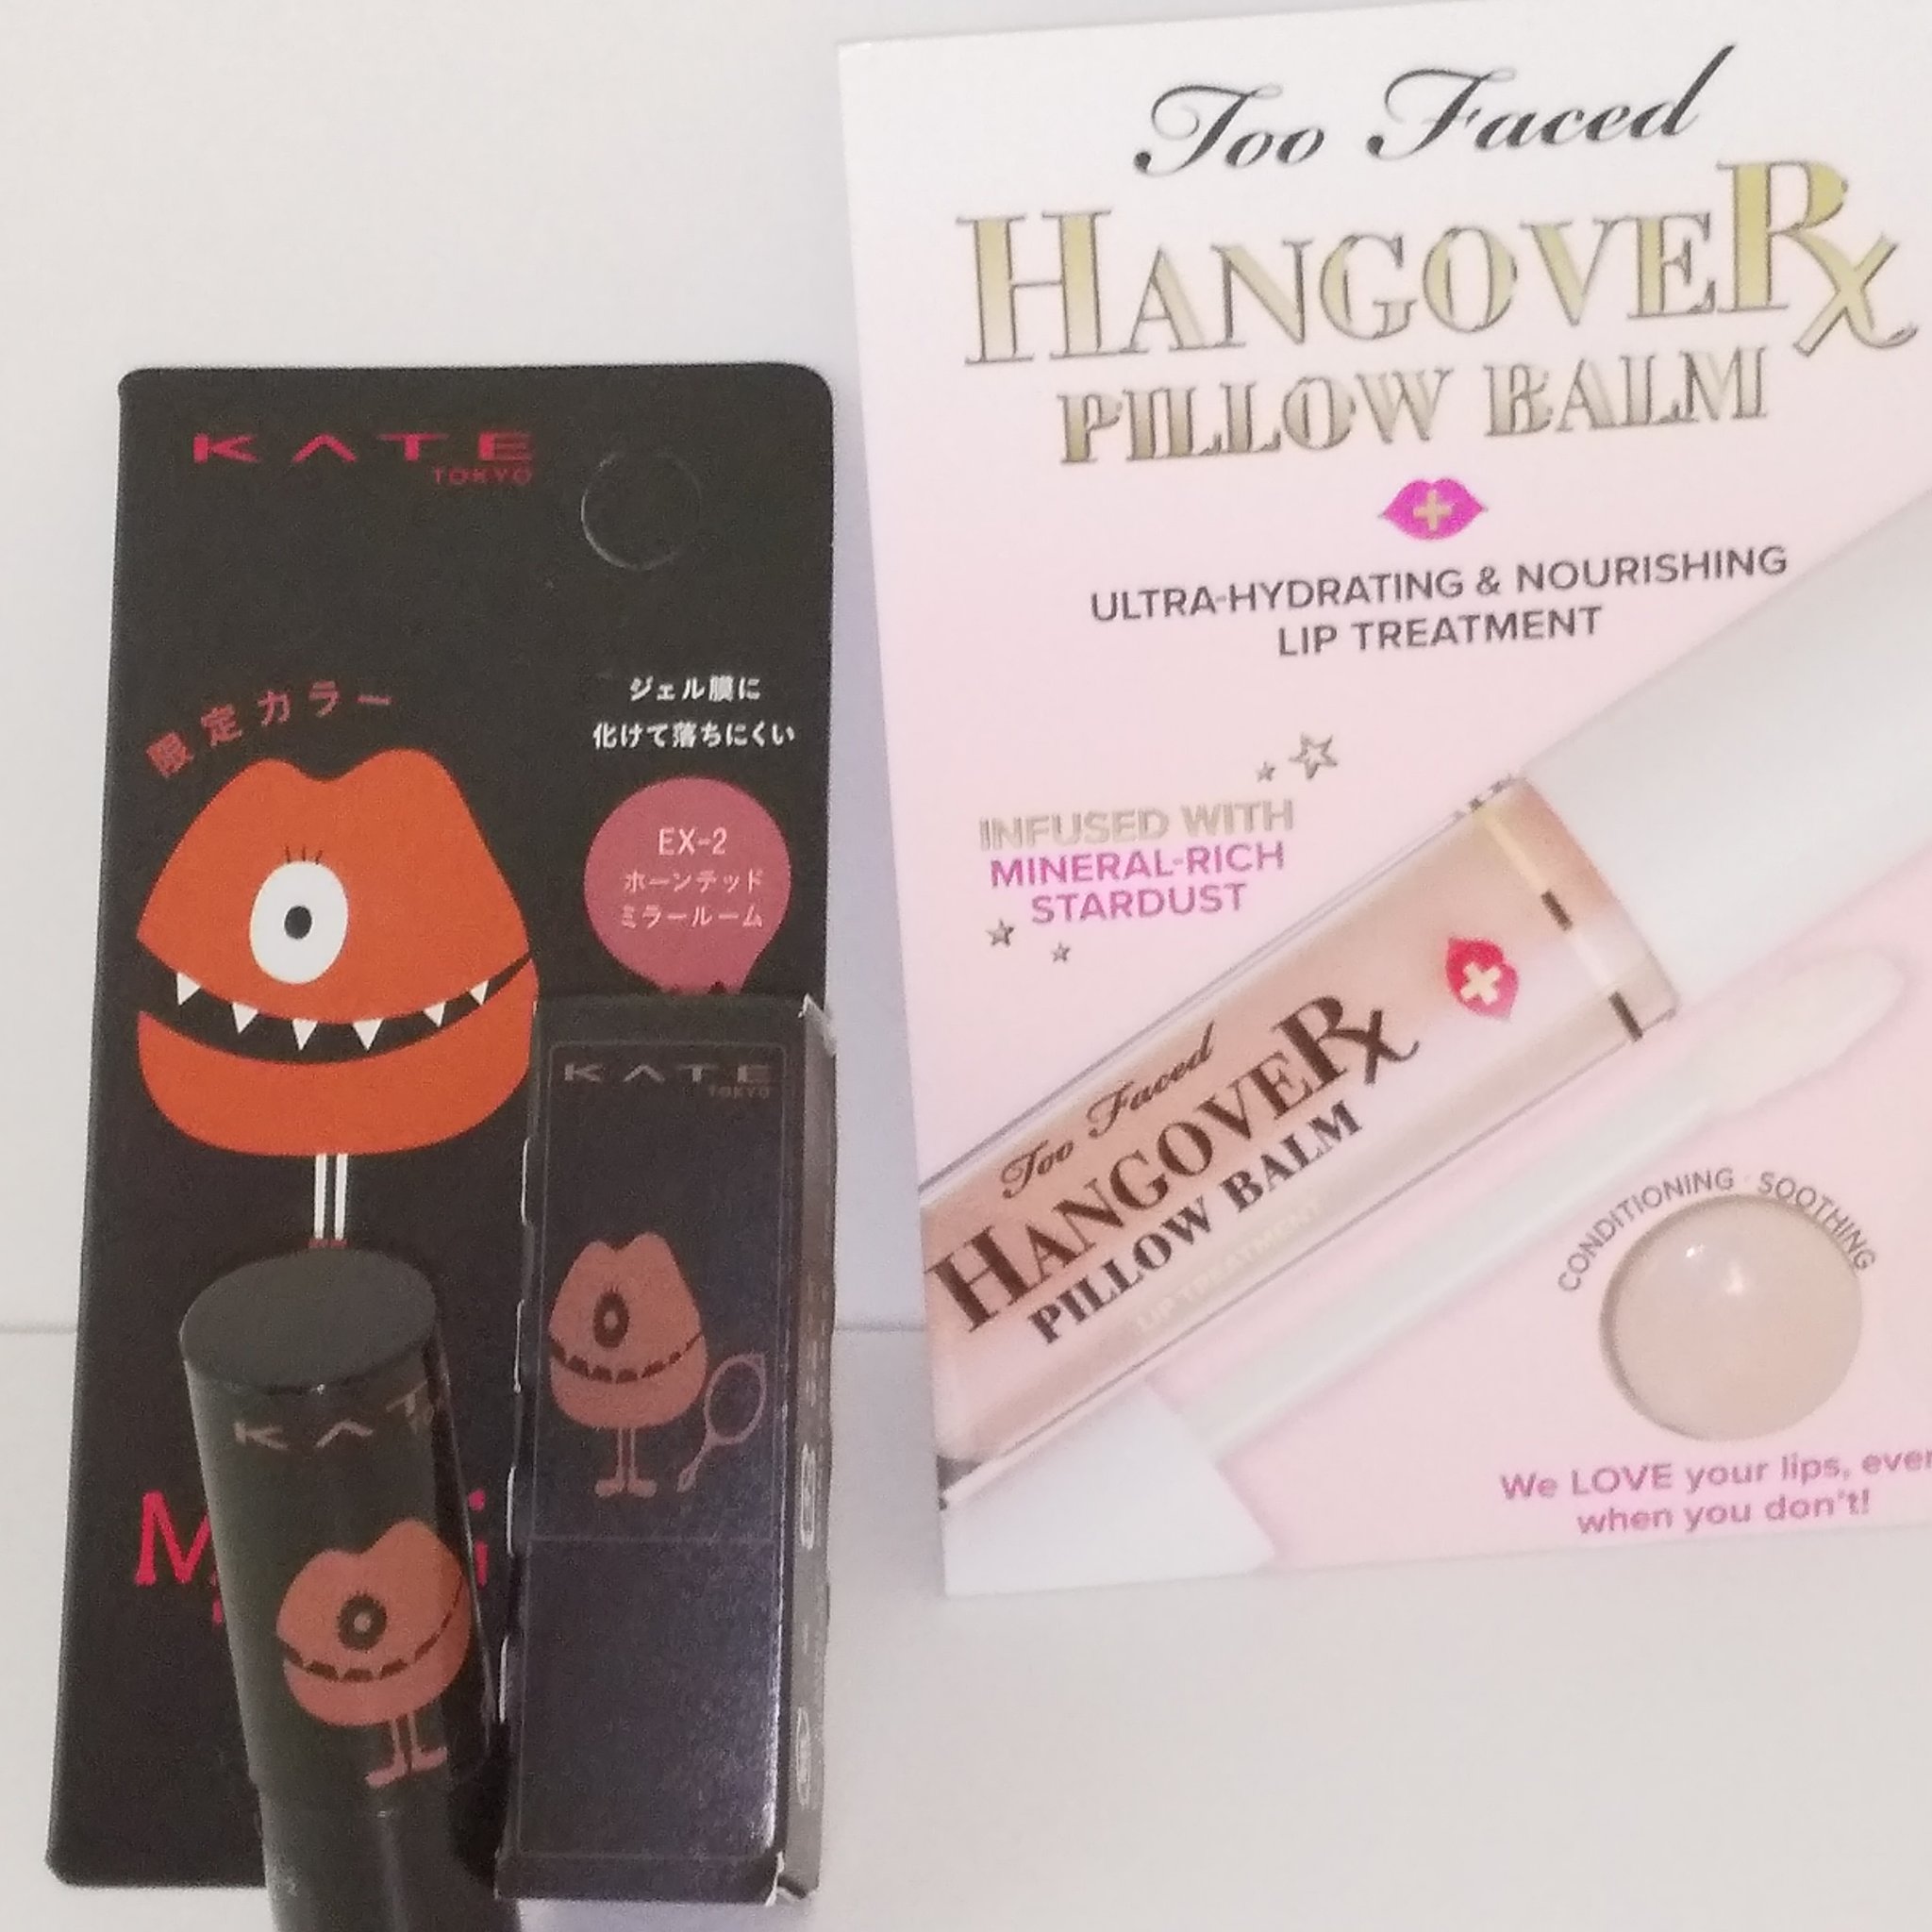 KATE
TOKYO
限定カラー
ジェル膜に
化けて落ちにくい
EX-2
ホーンテッド
ミラールーム
KATE
TOKYO
Too Faced
HANGOVERx
PILLOW BALM
ULTRA-HYDRATING & NOURISHING
LIP TREATMENT
INFUSED WITH
MINERAL-RICH
STARDUST
Too Faced
HANGOVERx
PILLOW BALM
LIP TREATMENT
CONDITIONING · SOOTHING
We LOVE your lips, even
when you don't!